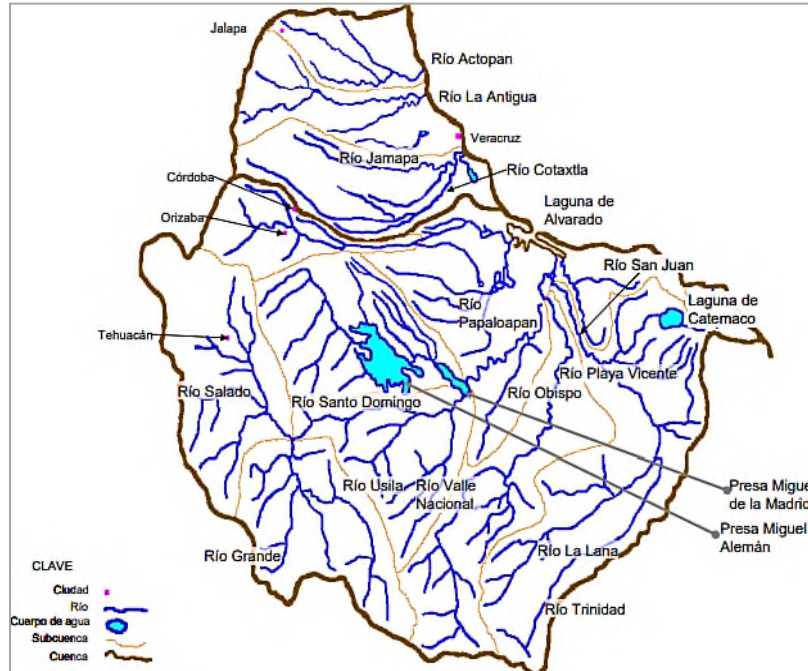 Jalapa
Río Actopan
Río La Antigua
Veracruz
Río Jamapa
Río Cotaxtla
Córdoba
Orizaba
Laguna de
Alvarado
Río San Juan
Río
Papaloapan
Laguna de
Catemaco
Tehuacán
Río Playa Vicente
Río Salado
Río Santo Domingo
Río Obispo
Río Usila
Río Valle
Nacional
Presa Migue
de la Madric
Presa Miguel
Alemán
Río Grande
Río La Lana
Río Trinidad
CLAVE
Ciudad
Río
Cuerpo de agua
Subcuenca
Cuenca